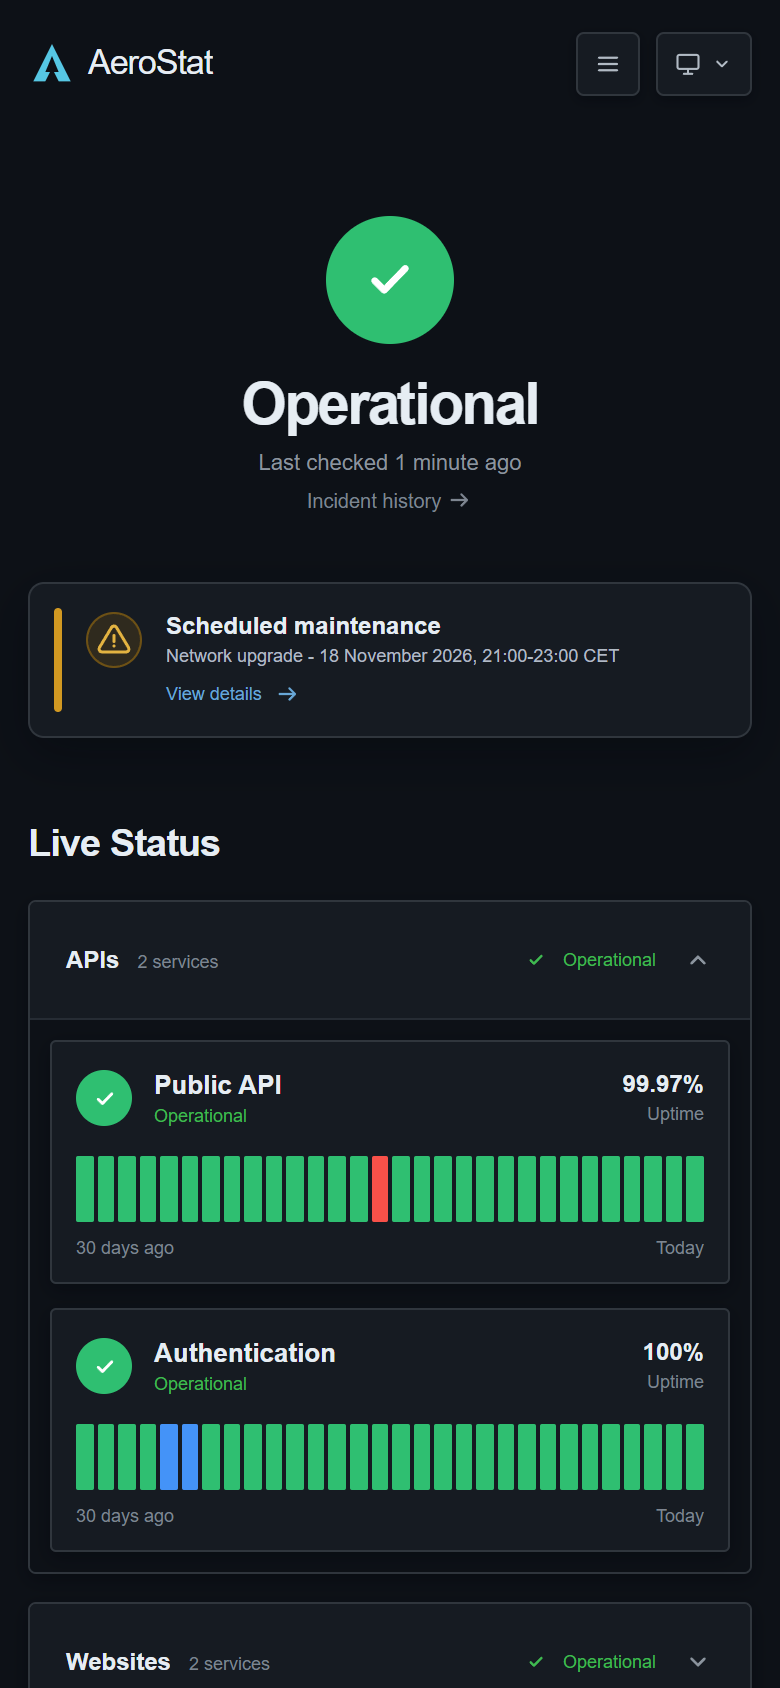 AeroStat
Operational
Last checked 1 minute ago
Incident history
Scheduled maintenance
Network upgrade - 18 November 2026, 21:00-23:00 CET
View details
Live Status
APIs 2 services Operational
Public API 99.97%
Operational Uptime
30 days ago Today
Authentication 100%
Operational Uptime
30 days ago Today
Websites 2 services Operational